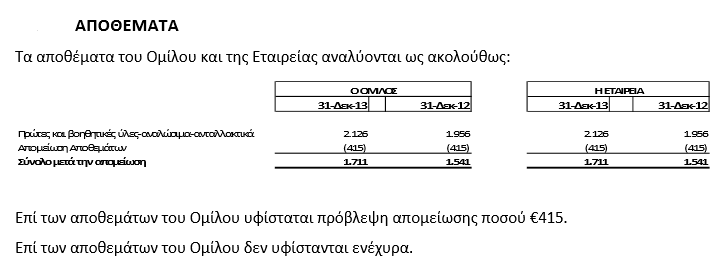 ΑΠΟΘΕΜΑΤΑ
Τα αποθέματα του Ομίλου και της Εταιρείας αναλύονται ως ακολούθως:
Ο ΟΜΙΛΟΣ Η ΕΤΑΙΡΕΙΑ
31-Δεκ-13 31-Δεκ-12 31-Δεκ-13 31-Δεκ-12
Πρώτες και βοηθητικές ύλες-αναλώσιμα-ανταλλακτικά 2.126 1.956 2.126 1.956
Απομείωση Αποθεμάτων (415) (415) (415) (415)
Σύνολο μετά την απομείωση 1.711 1.541 1.711 1.541
Επί των αποθεμάτων του Ομίλου υφίσταται πρόβλεψη απομείωσης ποσού €415.
Επί των αποθεμάτων του Ομίλου δεν υφίστανται ενέχυρα.